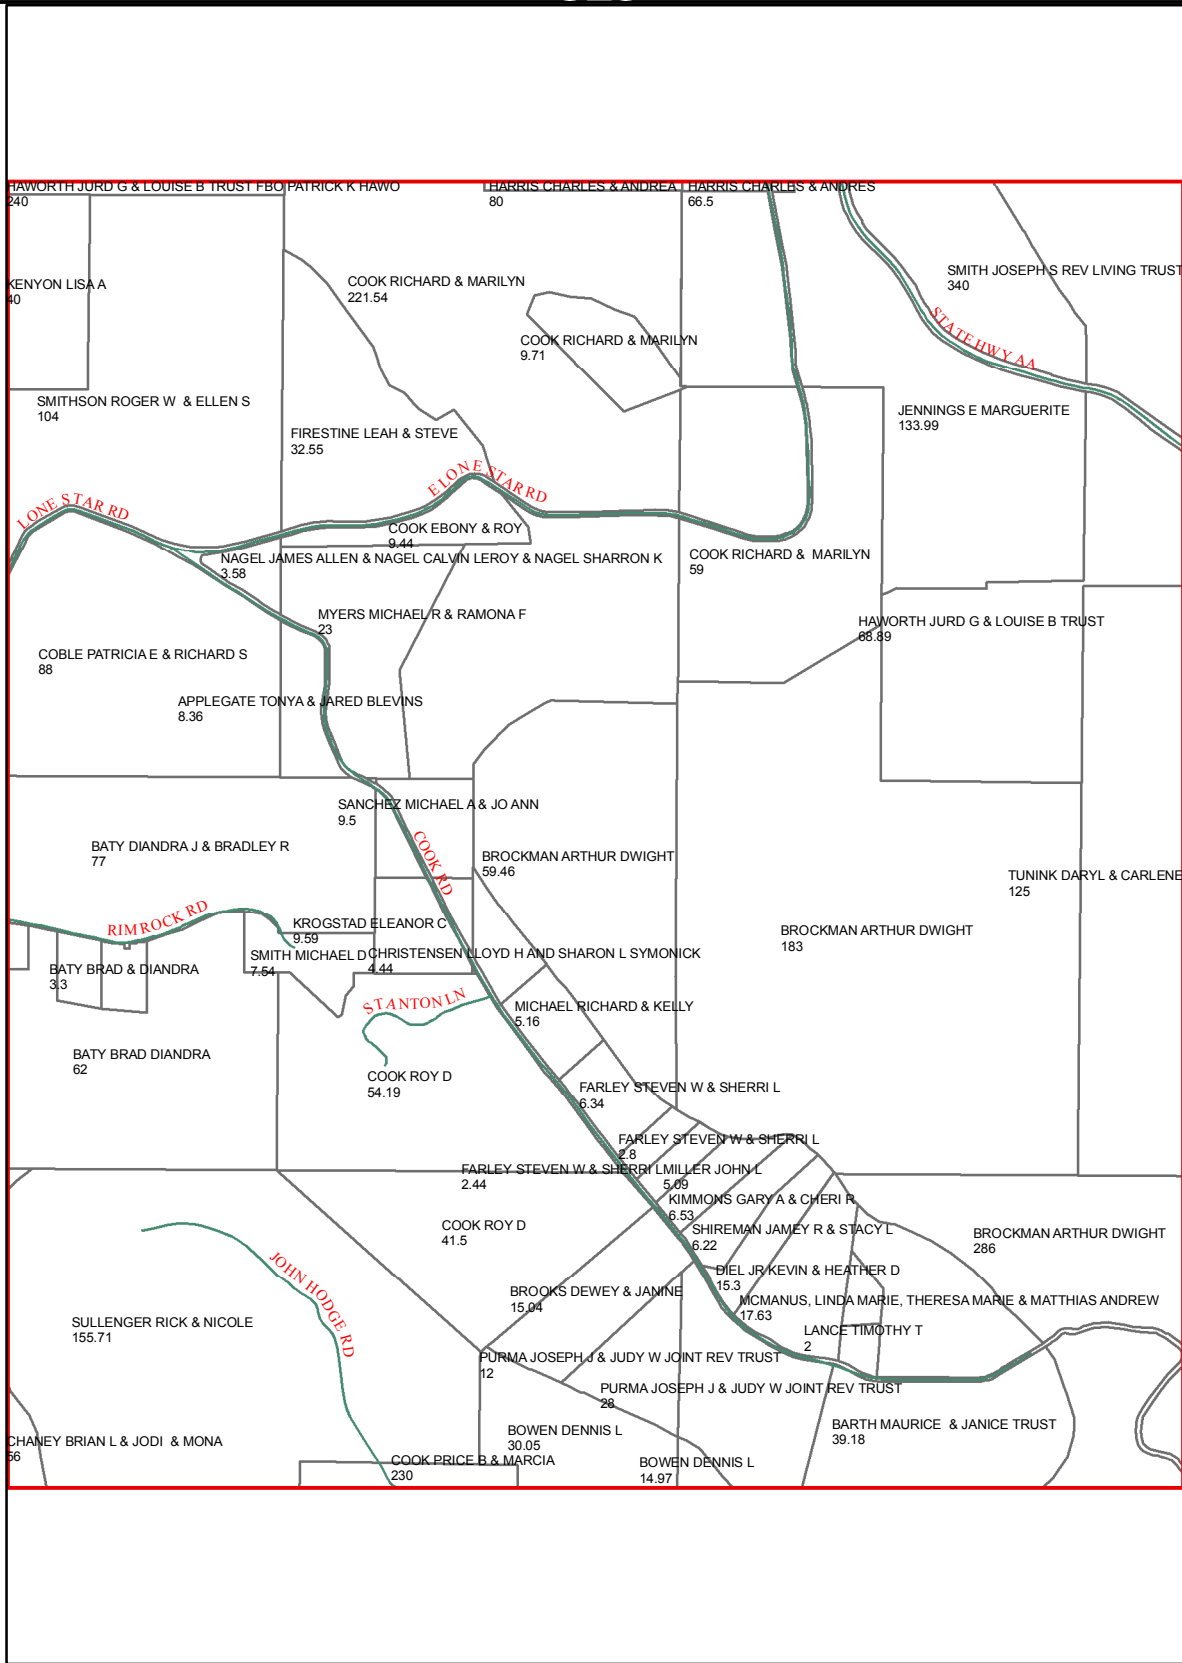 HAWORTH JURD G & LOUISE B TRUST FBO PATRICK K HAWO
240
HARRIS CHARLES & ANDREA
80
HARRIS CHARLES & ANDRES
66.5
KENYON LISA A
40
COOK RICHARD & MARILYN
221.54
SMITH JOSEPH S REV LIVING TRUST
340
COOK RICHARD & MARILYN
9.71
STATE HWY AA
SMITHSON ROGER W & ELLEN S
104
JENNINGS E MARGUERITE
133.99
FIRESTINE LEAH & STEVE
32.55
E LONE STAR RD
LONE STAR RD
COOK EBONY & ROY
9.44
NAGEL JAMES ALLEN & NAGEL CALVIN LEROY & NAGEL SHARRON K
3.58
COOK RICHARD & MARILYN
59
MYERS MICHAEL R & RAMONA F
23
HAWORTH JURD G & LOUISE B TRUST
68.89
COBLE PATRICIA E & RICHARD S
88
APPLEGATE TONYA & JARED BLEVINS
8.36
SANCHEZ MICHAEL A & JO ANN
9.5
COOK RD
BATY DIANDRA J & BRADLEY R
77
BROCKMAN ARTHUR DWIGHT
59.46
TUNINK DARYL & CARLENE
125
RIMROCK RD
KROGSTAD ELEANOR C
9.59
BROCKMAN ARTHUR DWIGHT
183
SMITH MICHAEL D
7.54
CHRISTENSEN LLOYD H AND SHARON L SYMONICK
4.44
BATY BRAD & DIANDRA
3.3
STANTON LN
MICHAEL RICHARD & KELLY
5.16
BATY BRAD DIANDRA
62
COOK ROY D
54.19
FARLEY STEVEN W & SHERRI L
6.34
FARLEY STEVEN W & SHERRI L
2.8
FARLEY STEVEN W & SHERRI L
2.44
MILLER JOHN L
5.09
KIMMONS GARY A & CHERI R
6.53
COOK ROY D
41.5
SHIREMAN JAMEY R & STACY L
6.22
BROCKMAN ARTHUR DWIGHT
286
JOHN HODGE RD
DIEL JR KEVIN & HEATHER D
15.3
BROOKS DEWEY & JANINE
15.04
MCMANUS, LINDA MARIE, THERESA MARIE & MATTHIAS ANDREW
17.63
SULLENGER RICK & NICOLE
155.71
LANCE TIMOTHY T
2
PURMA JOSEPH J & JUDY W JOINT REV TRUST
12
PURMA JOSEPH J & JUDY W JOINT REV TRUST
28
BARTH MAURICE & JANICE TRUST
39.18
BOWEN DENNIS L
30.05
CHANEY BRIAN L & JODI & MONA
56
COOK PRICE B & MARCIA
230
BOWEN DENNIS L
14.97